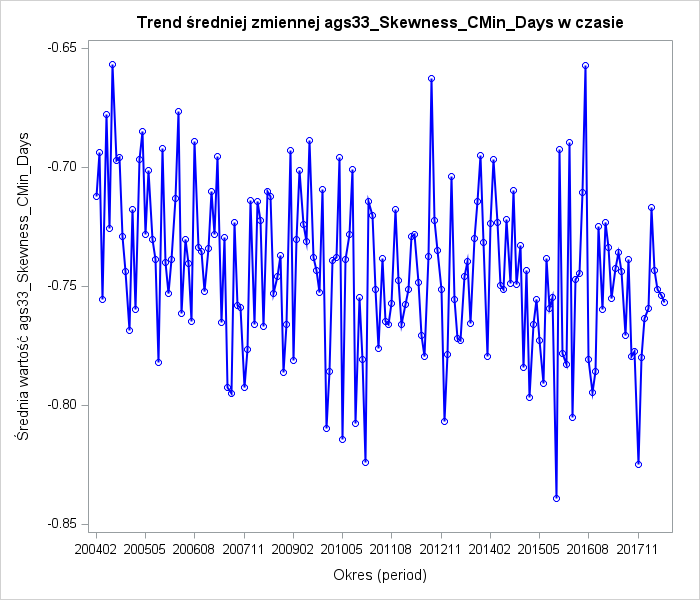 Trend średniej zmiennej ags33_Skewness_CMin_Days w czasie
Średnia wartość ags33_Skewness_CMin_Days
-0.65
-0.70
-0.75
-0.80
-0.85
200402 200505 200608 200711 200902 201005 201108 201211 201402 201505 201608 201711
Okres (period)